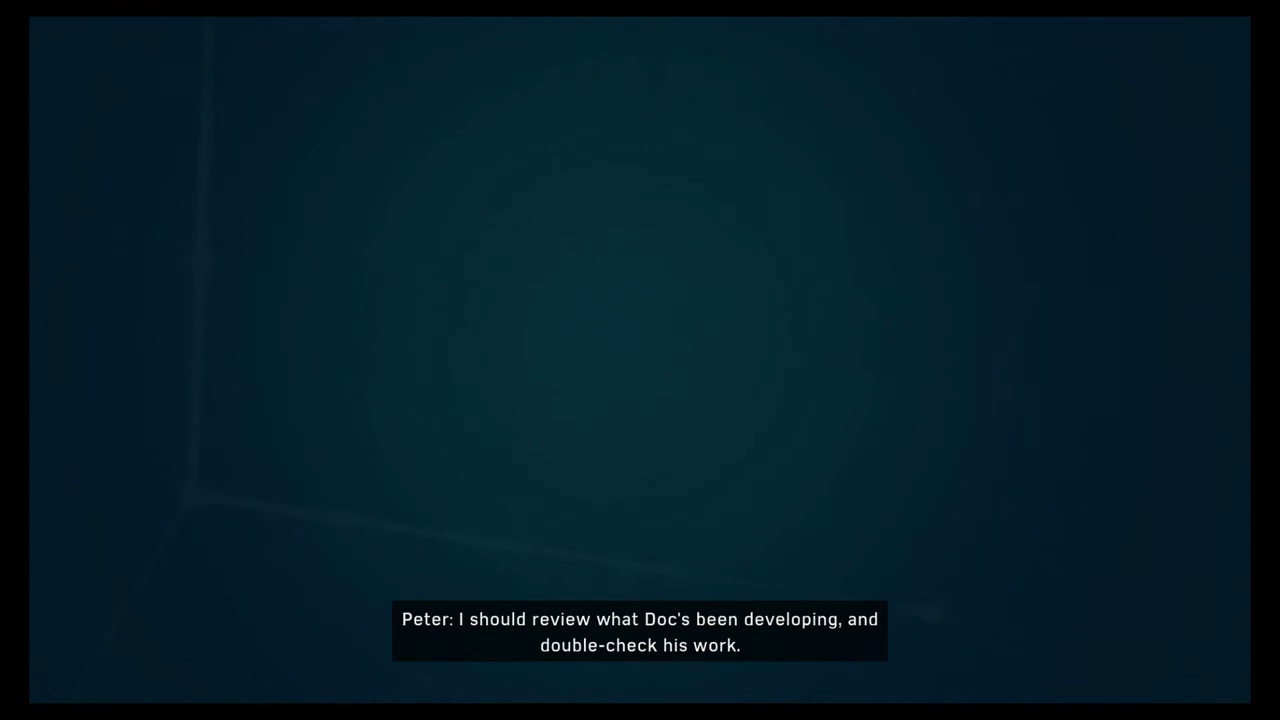 Peter: I should review what Doc's been developing, and
double-check his work.